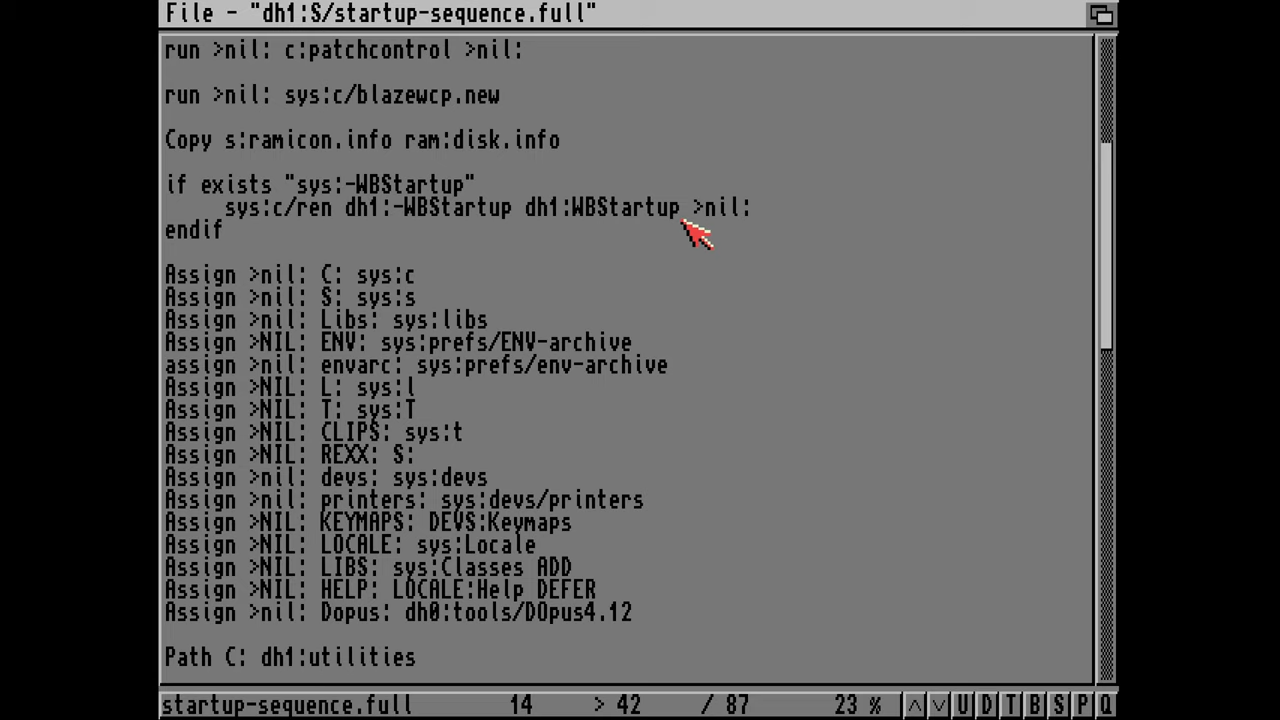 File - "dh1:S/startup-sequence.full"
run >nil: c:patchcontrol >nil:
run >nil: sys:c/blazewcp.new
Copy s:ramicon.info ram:disk.info
if exists "sys:-WBStartup"
sys:c/ren dh1:-WBStartup dh1:WBStartup >nil:
endif
Assign >nil: C: sys:c
Assign >nil: S: sys:s
Assign >nil: Libs: sys:libs
Assign >NIL: ENV: sys:prefs/ENV-archive
assign >nil: envarc: sys:prefs/env-archive
Assign >NIL: L: sys:l
Assign >NIL: T: sys:T
Assign >NIL: CLIPS: sys:t
Assign >NIL: REXX: S:
Assign >nil: devs: sys:devs
Assign >nil: printers: sys:devs/printers
Assign >NIL: KEYMAPS: DEVS:Keymaps
Assign >NIL: LOCALE: sys:Locale
Assign >NIL: LIBS: sys:Classes ADD
Assign >NIL: HELP: LOCALE:Help DEFER
Assign >nil: Dopus: dh0:tools/DOpus4.12
Path C: dh1:utilities
startup-sequence.full 14 > 42 / 87 23 % U D T B S P Q